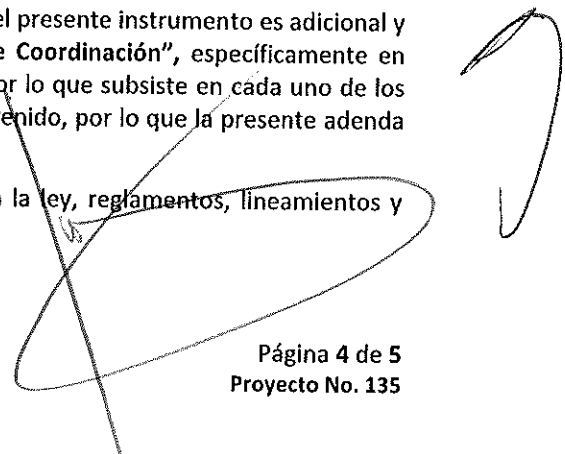 el presente instrumento es adicional y
Coordinación", específicamente en
por lo que subsiste en cada uno de los
por lo que la presente adenda
la ley, reglamentos, lineamientos y
Página 4 de 5
Proyecto No. 135